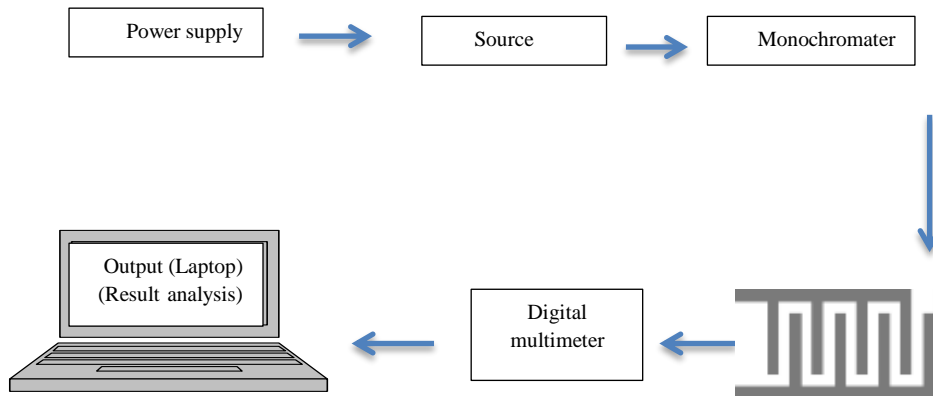 Power supply
Source
Monochromater
Output (Laptop)
(Result analysis)
Digital
multimeter